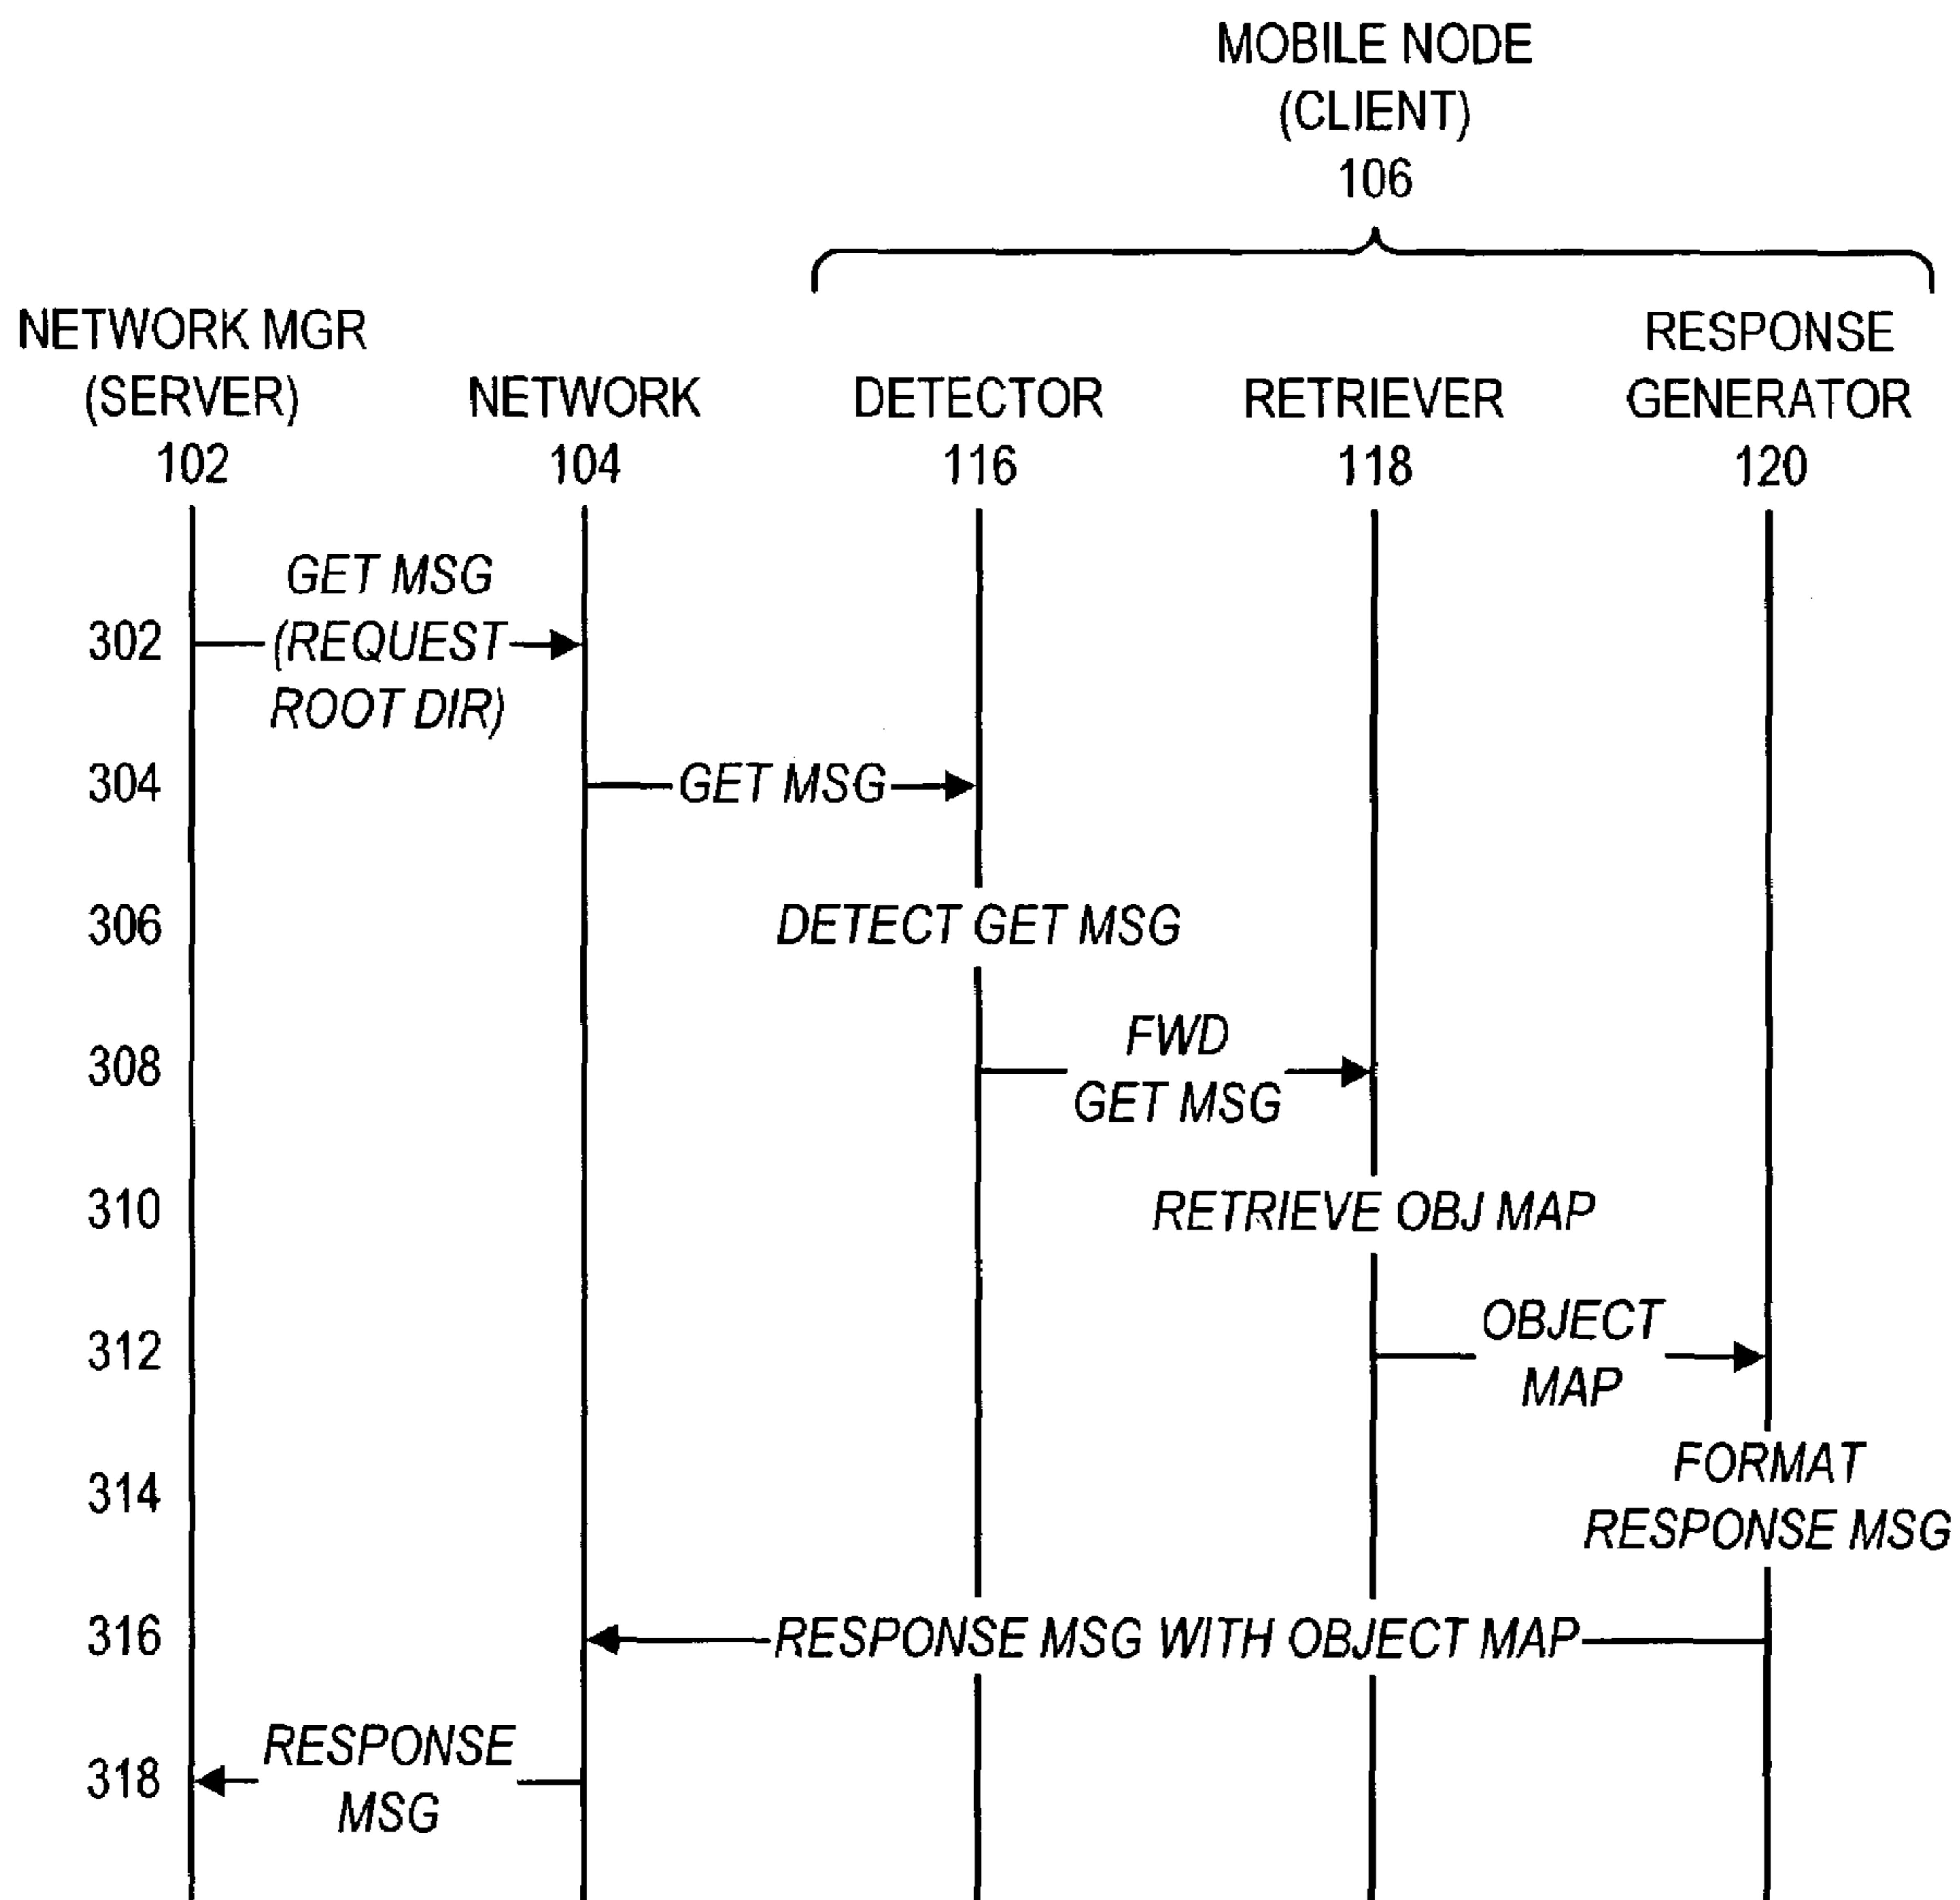 MOBILE NODE
(CLIENT)
106
NETWORK MGR
(SERVER)
102
NETWORK
104
DETECTOR
116
RETRIEVER
118
RESPONSE
GENERATOR
120
302
GET MSG
(REQUEST
ROOT DIR)
304
GET MSG
306
DETECT GET MSG
308
FWD
GET MSG
310
RETRIEVE OBJ MAP
312
OBJECT
MAP
314
FORMAT
RESPONSE MSG
316
RESPONSE MSG WITH OBJECT MAP
318
RESPONSE
MSG